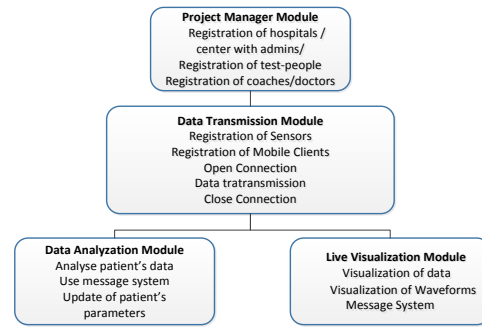 Project Manager Module
Registration of hospitals /
center with admins/
Registration of test-people
Registration of coaches/doctors
Data Transmission Module
Registration of Sensors
Registration of Mobile Clients
Open Connection
Data tratransmission
Close Connection
Data Analyzation Module
Analyse patient's data
Use message system
Update of patient's
parameters
Live Visualization Module
Visualization of data
Visualization of Waveforms
Message System